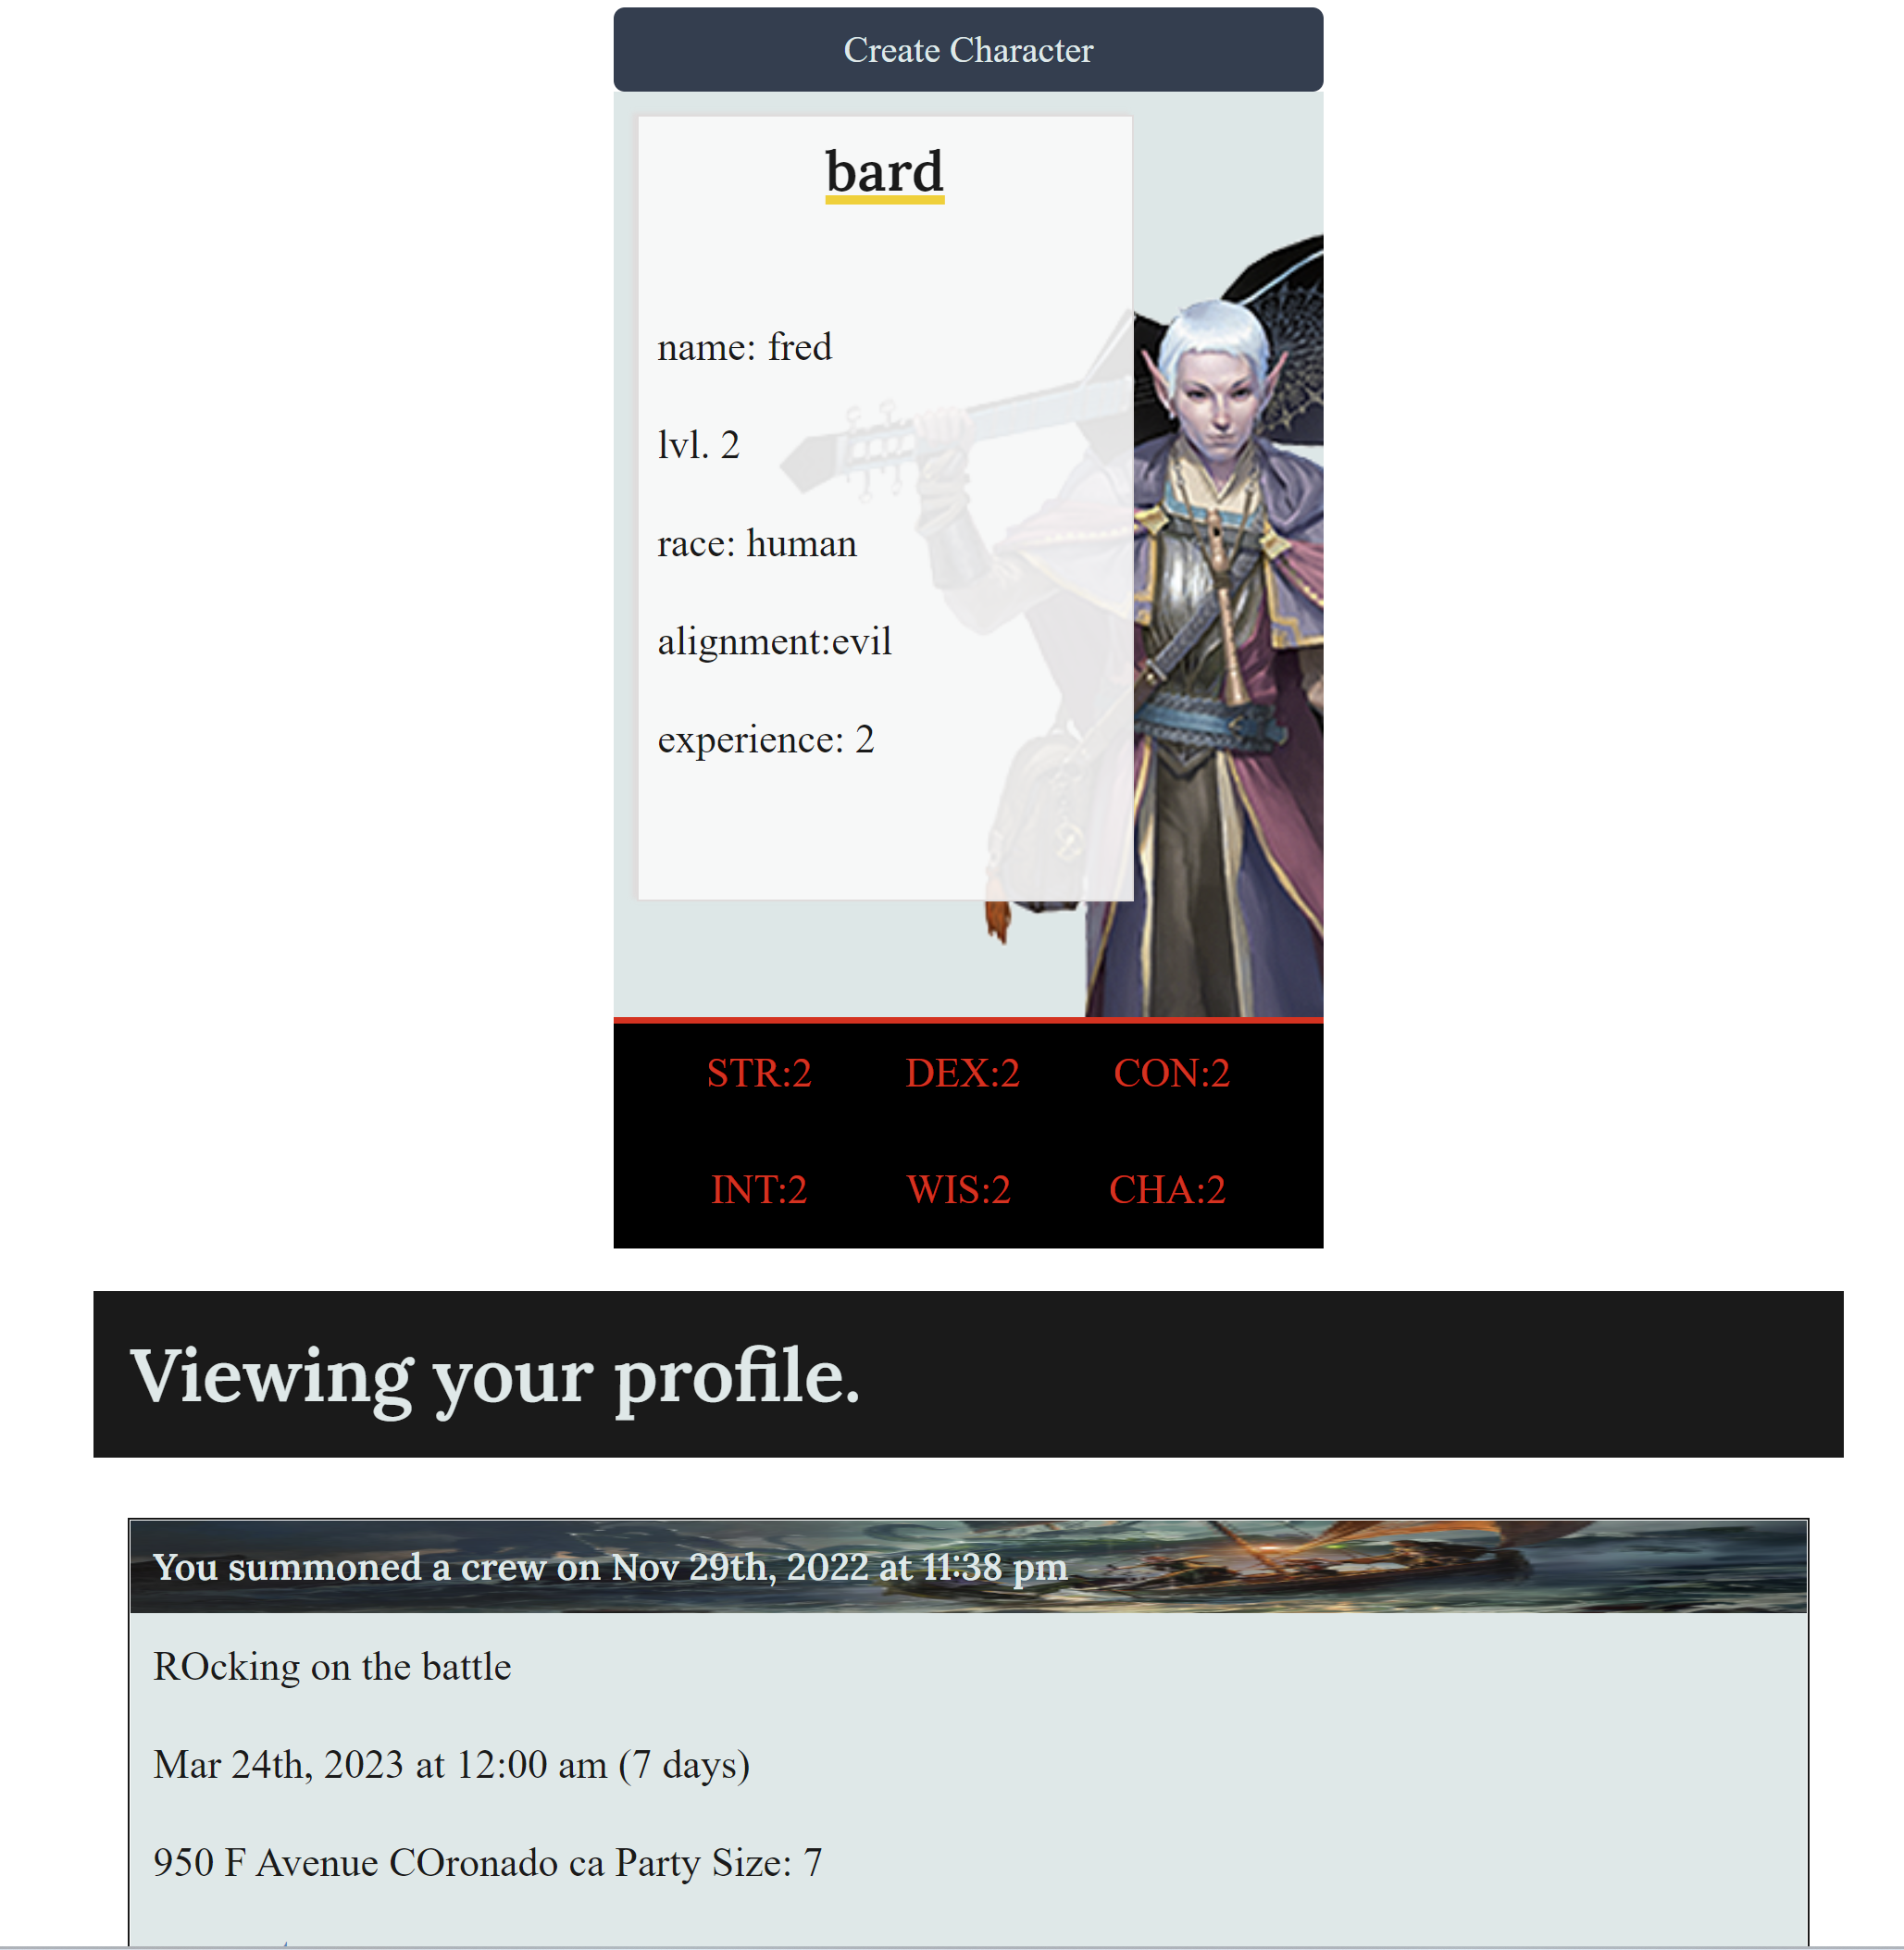 Create Character
bard
name: fred
lvl. 2
race: human
alignment:evil
experience: 2
STR:2 DEX:2 CON:2
INT:2 WIS:2 CHA:2
Viewing your profile.
You summoned a crew on Nov 29th, 2022 at 11:38 pm
ROcking on the battle
Mar 24th, 2023 at 12:00 am (7 days)
950 F Avenue COronado ca Party Size: 7